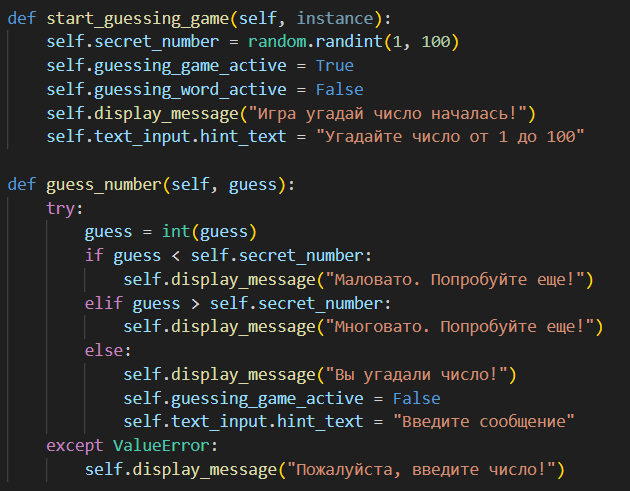 def start_guessing_game(self, instance):
    self.secret_number = random.randint(1, 100)
    self.guessing_game_active = True
    self.guessing_word_active = False
    self.display_message("Игра угадай число началась!")
    self.text_input.hint_text = "Угадайте число от 1 до 100"

def guess_number(self, guess):
    try:
        guess = int(guess)
        if guess < self.secret_number:
            self.display_message("Маловато. Попробуйте еще!")
        elif guess > self.secret_number:
            self.display_message("Многовато. Попробуйте еще!")
        else:
            self.display_message("Вы угадали число!")
            self.guessing_game_active = False
            self.text_input.hint_text = "Введите сообщение"
    except ValueError:
        self.display_message("Пожалуйста, введите число!")